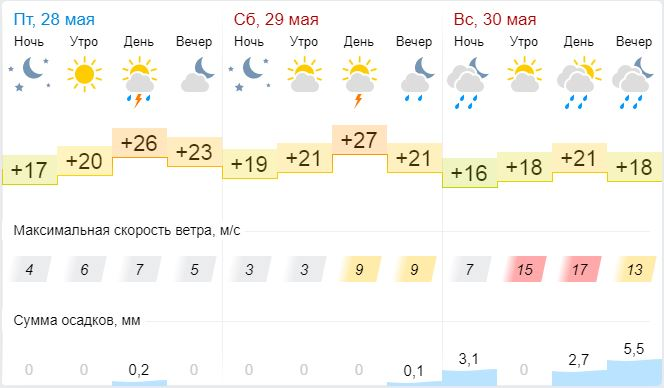 Пт, 28 мая Сб, 29 мая Вс, 30 мая
Ночь Утро День Вечер Ночь Утро День Вечер Ночь Утро День Вечер
+17 +20 +26 +23 +19 +21 +27 +21 +16 +18 +21 +18
Максимальная скорость ветра, м/с
4 6 7 5 3 3 9 9 7 15 17 13
Сумма осадков, мм
0 0 0,2 0 0 0 0 0,1 3,1 0 2,7 5,5